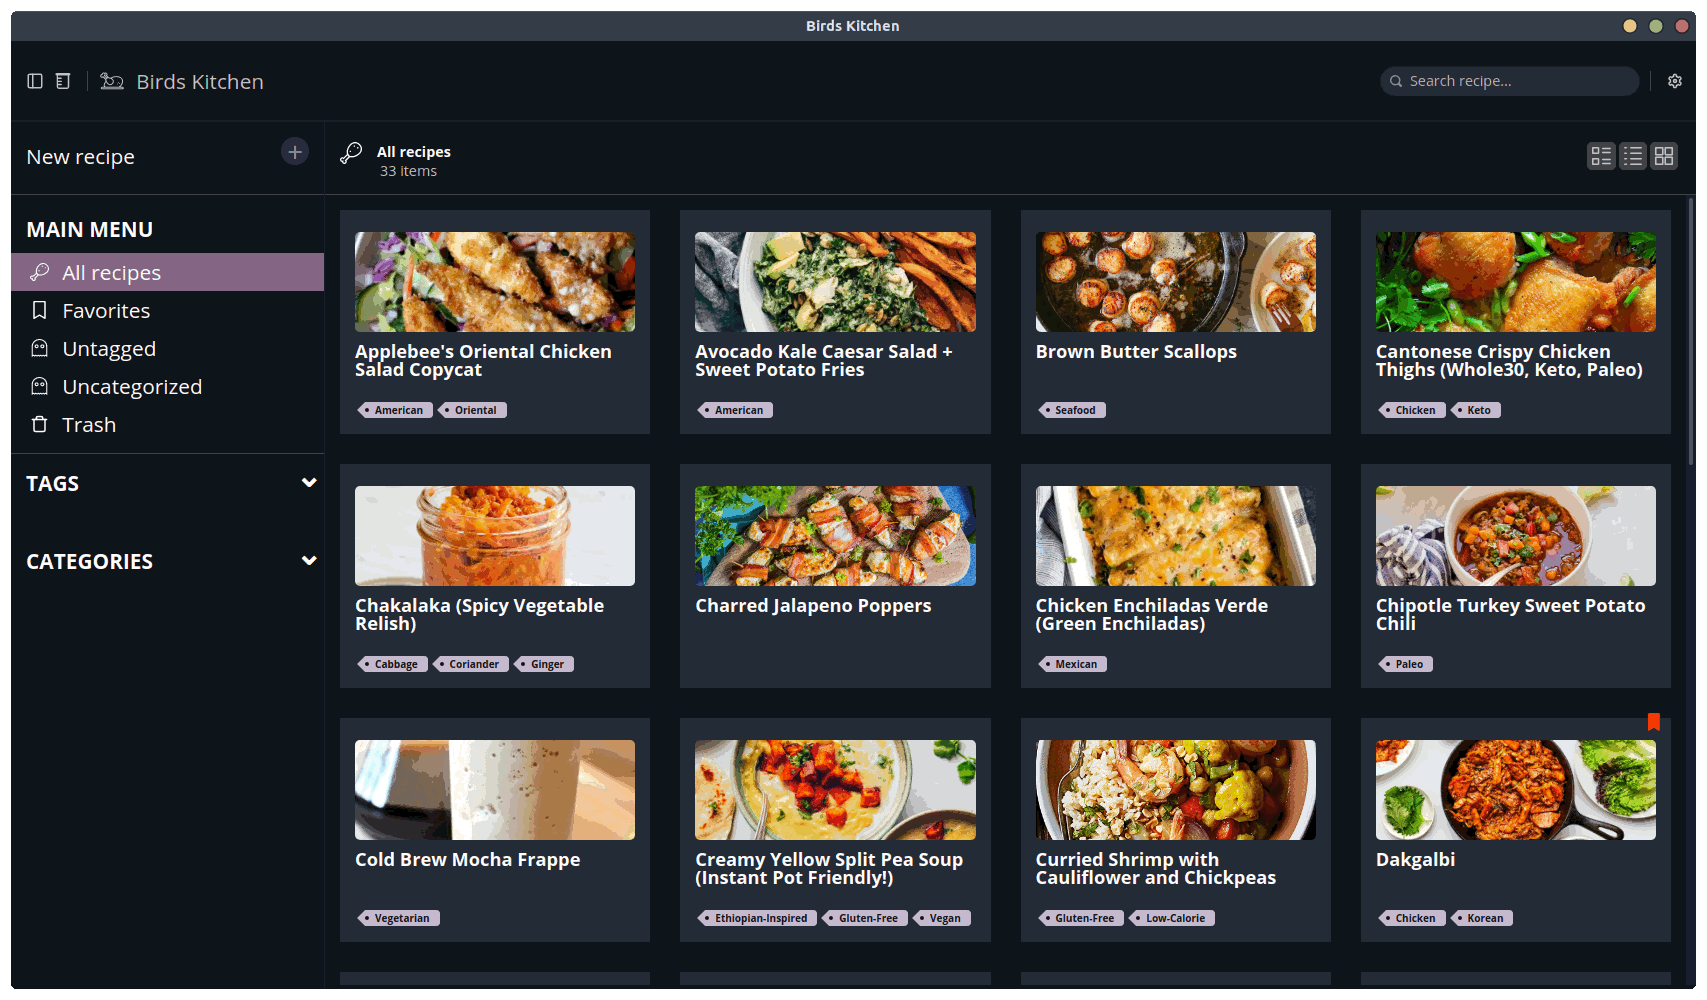 Birds Kitchen
Birds Kitchen
Search recipe...
New recipe
All recipes
33 items
MAIN MENU
All recipes
Favorites
Untagged
Uncategorized
Trash
TAGS
CATEGORIES
Applebee's Oriental Chicken
Salad Copycat
American Oriental
Avocado Kale Caesar Salad +
Sweet Potato Fries
American
Brown Butter Scallops
Seafood
Cantonese Crispy Chicken
Thighs (Whole30, Keto, Paleo)
Chicken Keto
Chakalaka (Spicy Vegetable
Relish)
Cabbage Coriander Ginger
Charred Jalapeno Poppers
Chicken Enchiladas Verde
(Green Enchiladas)
Mexican
Chipotle Turkey Sweet Potato
Chili
Paleo
Cold Brew Mocha Frappe
Vegetarian
Creamy Yellow Split Pea Soup
(Instant Pot Friendly!)
Ethiopian-Inspired Gluten-Free Vegan
Curried Shrimp with
Cauliflower and Chickpeas
Gluten-Free Low-Calorie
Dakgalbi
Chicken Korean